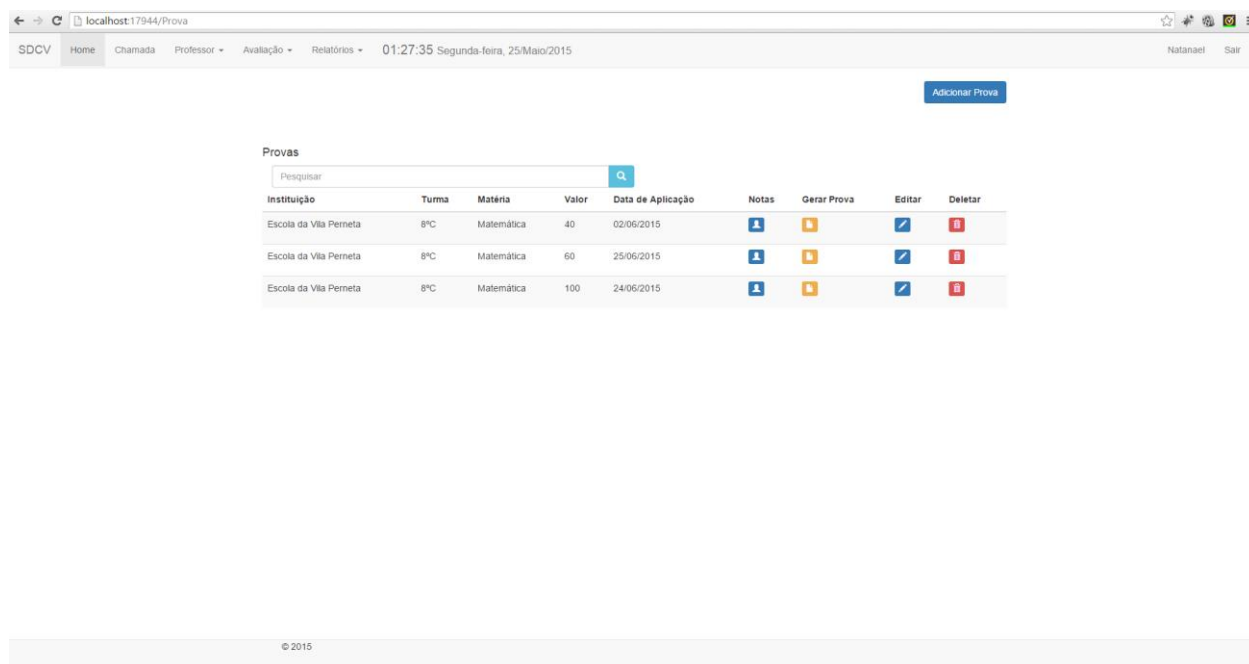 localhost:17944/Prova
SDCV Home Chamada Professor Avaliação Relatórios 01:27:35 Segunda-feira, 25/Maio/2015 Natanael Sair
Adicionar Prova
Provas
Pesquisar
Instituição Turma Matéria Valor Data de Aplicação Notas Gerar Prova Editar Deletar
Escola da Vila Perneta 8ºC Matemática 40 02/06/2015
Escola da Vila Perneta 8ºC Matemática 60 25/06/2015
Escola da Vila Perneta 8ºC Matemática 100 24/06/2015
© 2015